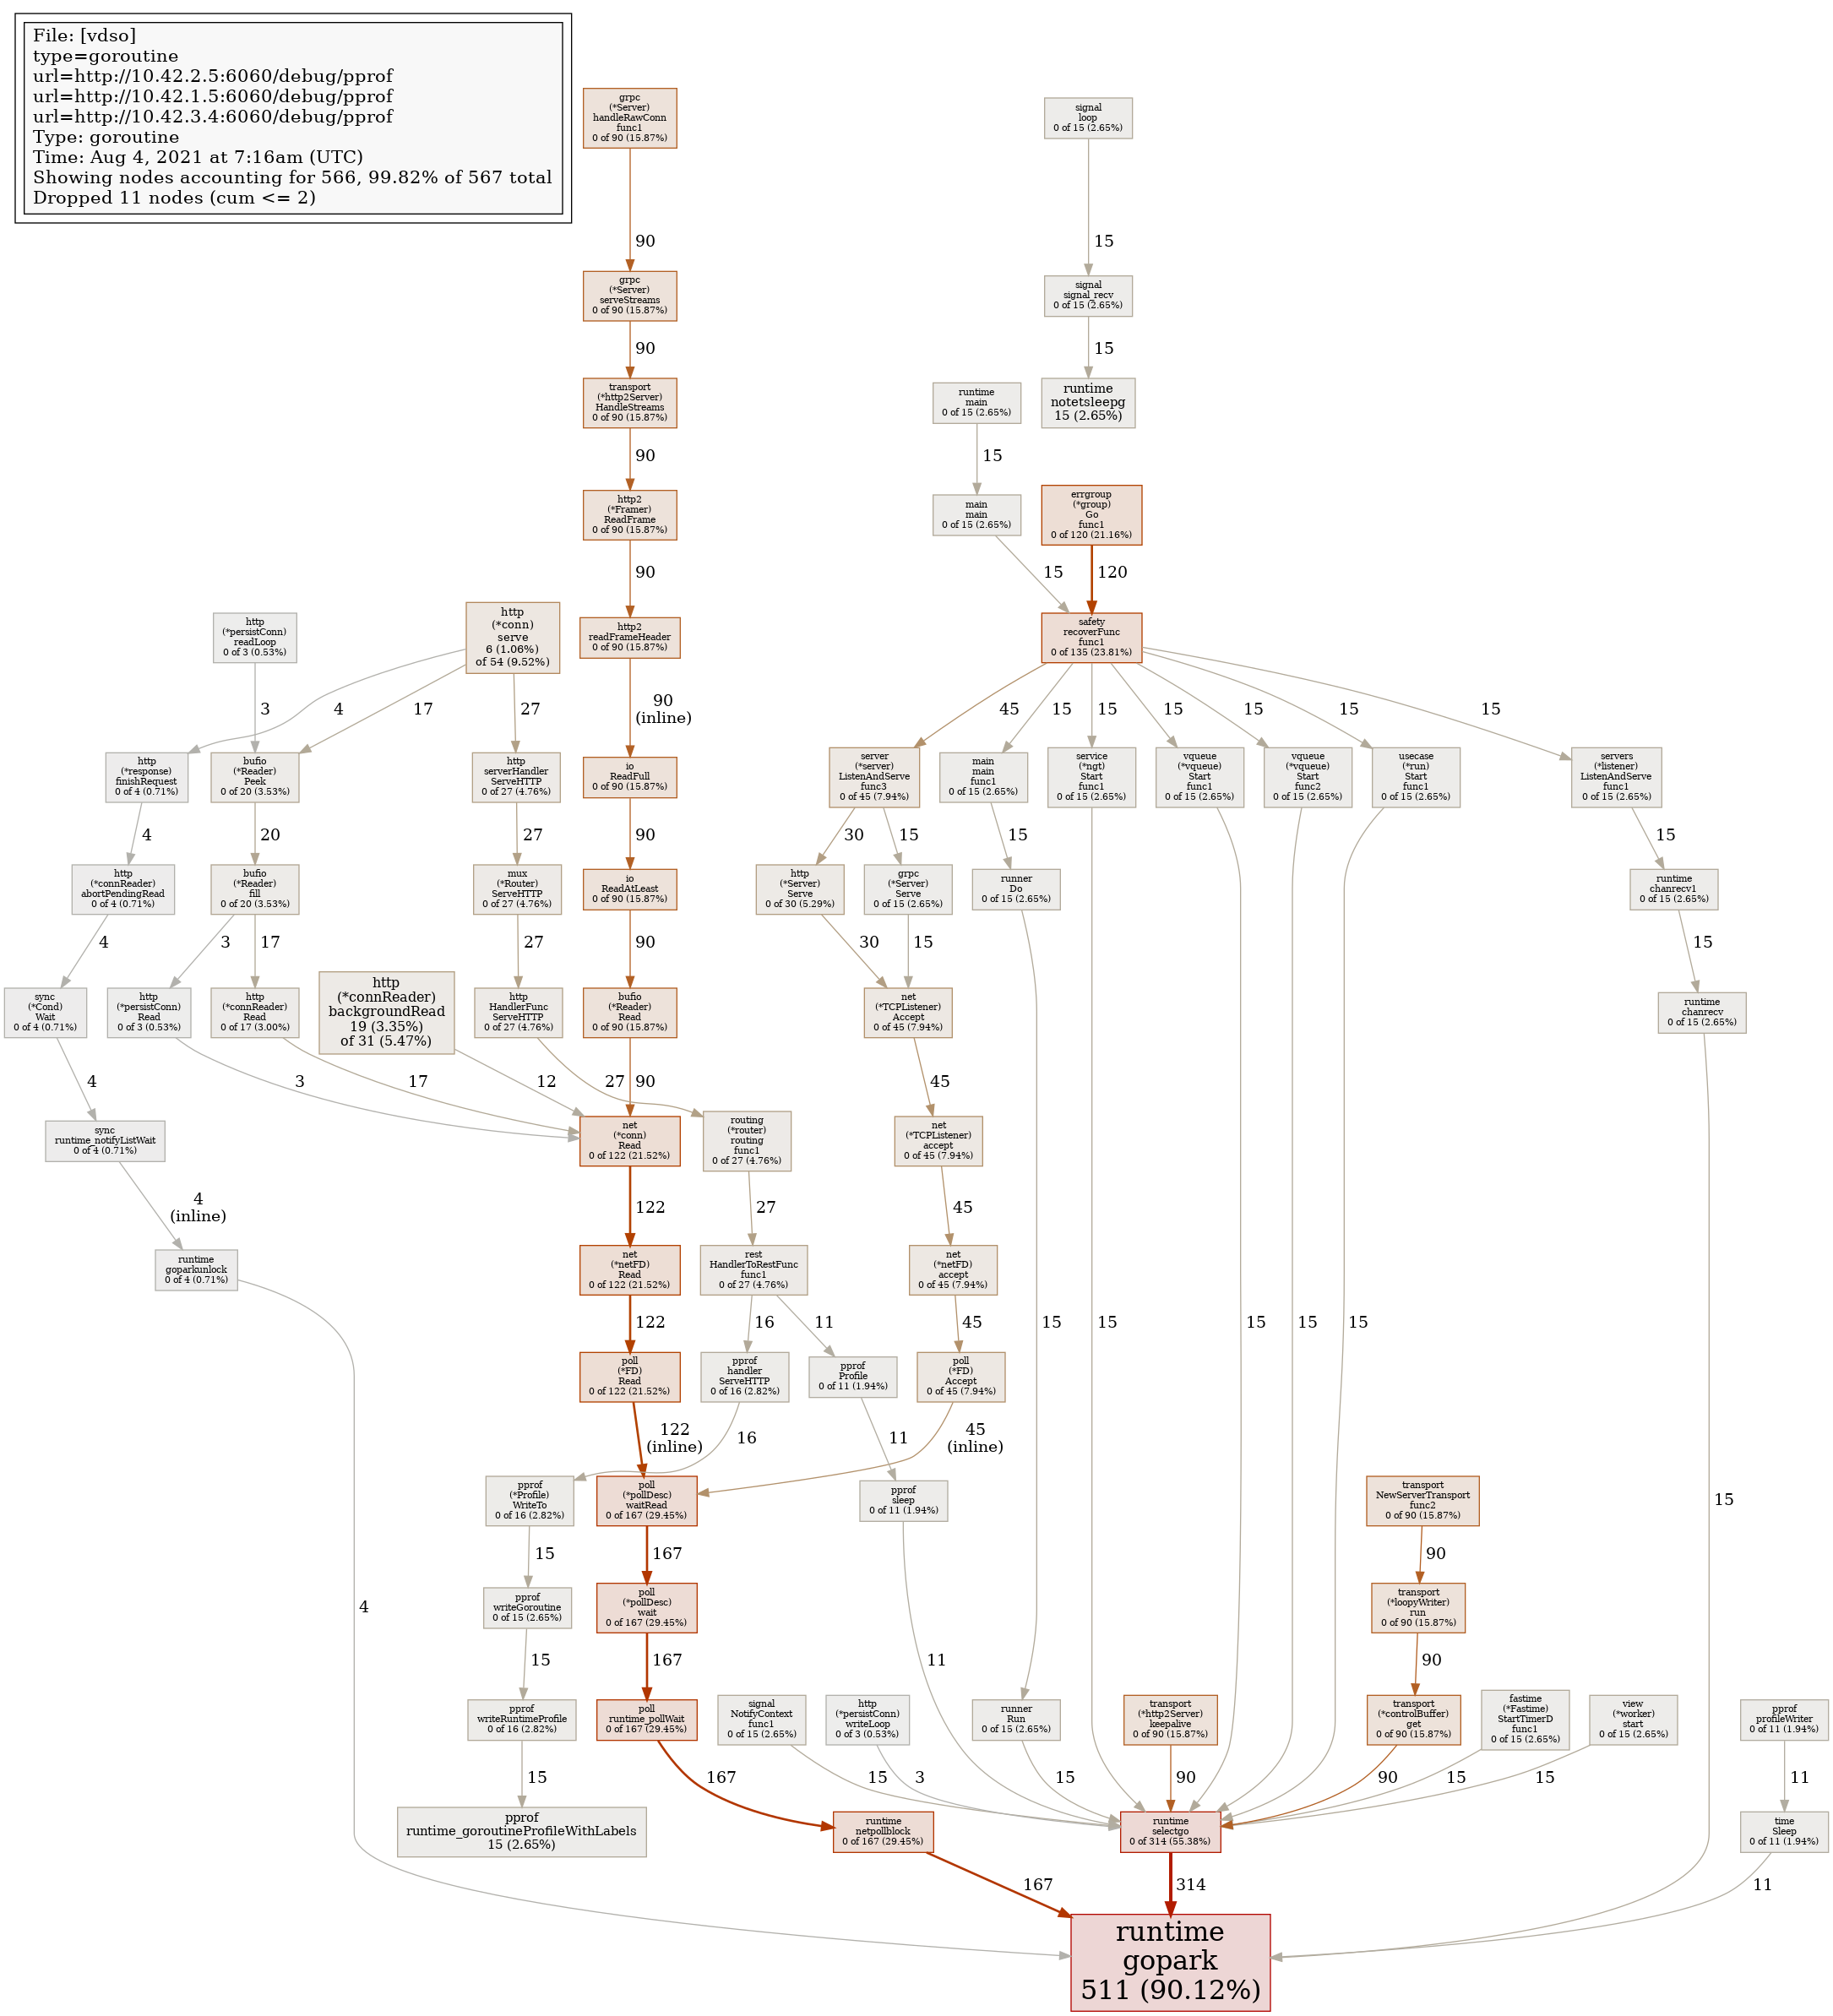 File: [vdso]
type=goroutine
url=http://10.42.2.5:6060/debug/pprof
url=http://10.42.1.5:6060/debug/pprof
url=http://10.42.3.4:6060/debug/pprof
Type: goroutine
Time: Aug 4, 2021 at 7:16am (UTC)
Showing nodes accounting for 566, 99.82% of 567 total
Dropped 11 nodes (cum <= 2)
grpc
(*Server)
handleRawConn
func1
0 of 90 (15.87%)
signal
loop
0 of 15 (2.65%)
90
15
grpc
(*Server)
serveStreams
0 of 90 (15.87%)
signal
signal_recv
0 of 15 (2.65%)
90
15
transport
(*http2Server)
HandleStreams
0 of 90 (15.87%)
runtime
main
0 of 15 (2.65%)
runtime
notetsleepg
15 (2.65%)
90
15
http2
(*Framer)
ReadFrame
0 of 90 (15.87%)
main
main
0 of 15 (2.65%)
errgroup
(*group)
Go
func1
0 of 120 (21.16%)
90
15
120
http
(*persistConn)
readLoop
0 of 3 (0.53%)
http
(*conn)
serve
6 (1.06%)
of 54 (9.52%)
http2
readFrameHeader
0 of 90 (15.87%)
safety
recoverFunc
func1
0 of 135 (23.81%)
3
4
17
27
90
(inline)
45
15
15
15
15
15
15
http
(*response)
finishRequest
0 of 4 (0.71%)
bufio
(*Reader)
Peek
0 of 20 (3.53%)
http
serverHandler
ServeHTTP
0 of 27 (4.76%)
io
ReadFull
0 of 90 (15.87%)
server
(*server)
ListenAndServe
func3
0 of 45 (7.94%)
main
main
func1
0 of 15 (2.65%)
service
(*ngt)
Start
func1
0 of 15 (2.65%)
vqueue
(*vqueue)
Start
func1
0 of 15 (2.65%)
vqueue
(*vqueue)
Start
func2
0 of 15 (2.65%)
usecase
(*run)
Start
func1
0 of 15 (2.65%)
servers
(*listener)
ListenAndServe
func1
0 of 15 (2.65%)
4
20
27
90
30
15
15
15
http
(*connReader)
abortPendingRead
0 of 4 (0.71%)
bufio
(*Reader)
fill
0 of 20 (3.53%)
mux
(*Router)
ServeHTTP
0 of 27 (4.76%)
io
ReadAtLeast
0 of 90 (15.87%)
http
(*Server)
Serve
0 of 30 (5.29%)
grpc
(*Server)
Serve
0 of 15 (2.65%)
runner
Do
0 of 15 (2.65%)
runtime
chanrecv1
0 of 15 (2.65%)
4
3
17
27
90
30
15
15
sync
(*Cond)
Wait
0 of 4 (0.71%)
http
(*persistConn)
Read
0 of 3 (0.53%)
http
(*connReader)
Read
0 of 17 (3.00%)
http
(*connReader)
backgroundRead
19 (3.35%)
of 31 (5.47%)
http
HandlerFunc
ServeHTTP
0 of 27 (4.76%)
bufio
(*Reader)
Read
0 of 90 (15.87%)
net
(*TCPListener)
Accept
0 of 45 (7.94%)
runtime
chanrecv
0 of 15 (2.65%)
4
3
17
12
27
90
45
sync
runtime_notifyListWait
0 of 4 (0.71%)
net
(*conn)
Read
0 of 122 (21.52%)
routing
(*router)
routing
func1
0 of 27 (4.76%)
net
(*TCPListener)
accept
0 of 45 (7.94%)
4
(inline)
122
27
45
runtime
goparkunlock
0 of 4 (0.71%)
net
(*netFD)
Read
0 of 122 (21.52%)
rest
HandlerToRestFunc
func1
0 of 27 (4.76%)
net
(*netFD)
accept
0 of 45 (7.94%)
122
16
11
45
15
15
15
15
15
poll
(*FD)
Read
0 of 122 (21.52%)
pprof
handler
ServeHTTP
0 of 16 (2.82%)
pprof
Profile
0 of 11 (1.94%)
poll
(*FD)
Accept
0 of 45 (7.94%)
122
(inline)
16
11
45
(inline)
pprof
(*Profile)
WriteTo
0 of 16 (2.82%)
poll
(*pollDesc)
waitRead
0 of 167 (29.45%)
pprof
sleep
0 of 11 (1.94%)
transport
NewServerTransport
func2
0 of 90 (15.87%)
15
15
167
90
4
pprof
writeGoroutine
0 of 15 (2.65%)
poll
(*pollDesc)
wait
0 of 167 (29.45%)
transport
(*loopyWriter)
run
0 of 90 (15.87%)
15
167
11
90
pprof
writeRuntimeProfile
0 of 16 (2.82%)
poll
runtime_pollWait
0 of 167 (29.45%)
signal
NotifyContext
func1
0 of 15 (2.65%)
http
(*persistConn)
writeLoop
0 of 3 (0.53%)
runner
Run
0 of 15 (2.65%)
transport
(*http2Server)
keepalive
0 of 90 (15.87%)
transport
(*controlBuffer)
get
0 of 90 (15.87%)
fastime
(*Fastime)
StartTimerD
func1
0 of 15 (2.65%)
view
(*worker)
start
0 of 15 (2.65%)
pprof
profileWriter
0 of 11 (1.94%)
15
167
15
3
15
90
90
15
15
11
pprof
runtime_goroutineProfileWithLabels
15 (2.65%)
runtime
netpollblock
0 of 167 (29.45%)
runtime
selectgo
0 of 314 (55.38%)
time
Sleep
0 of 11 (1.94%)
167
314
11
runtime
gopark
511 (90.12%)